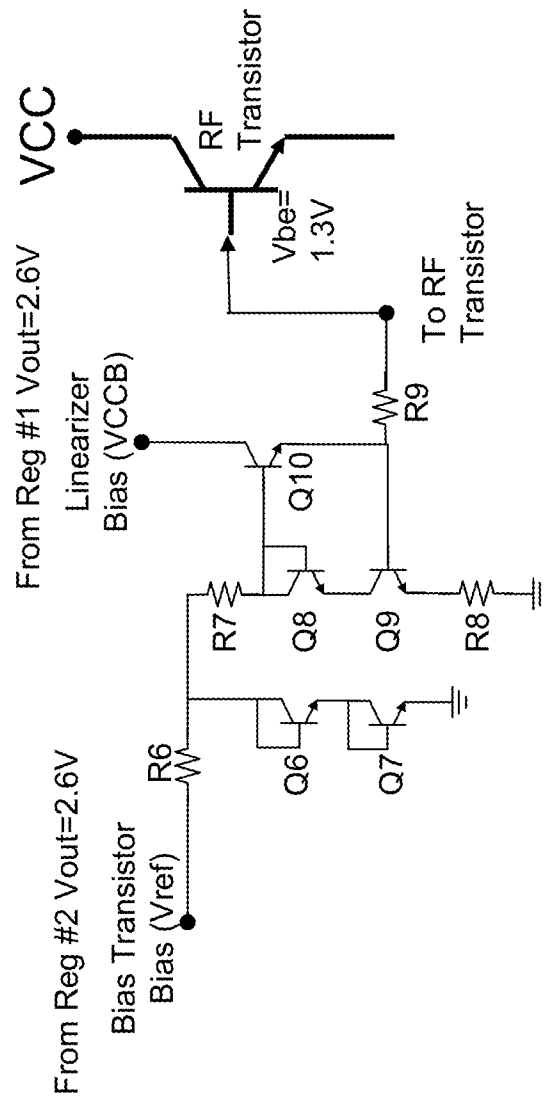 From Reg #2 Vout=2.6V
Bias Transistor
Bias (Vref)
R6
Q6
Q7
R7
Q8
Q9
R8
From Reg #1 Vout=2.6V
Linearizer
Bias (VCCB)
Q10
R9
To RF
Transistor
VCC
RF
Transistor
Vbe=
1.3V